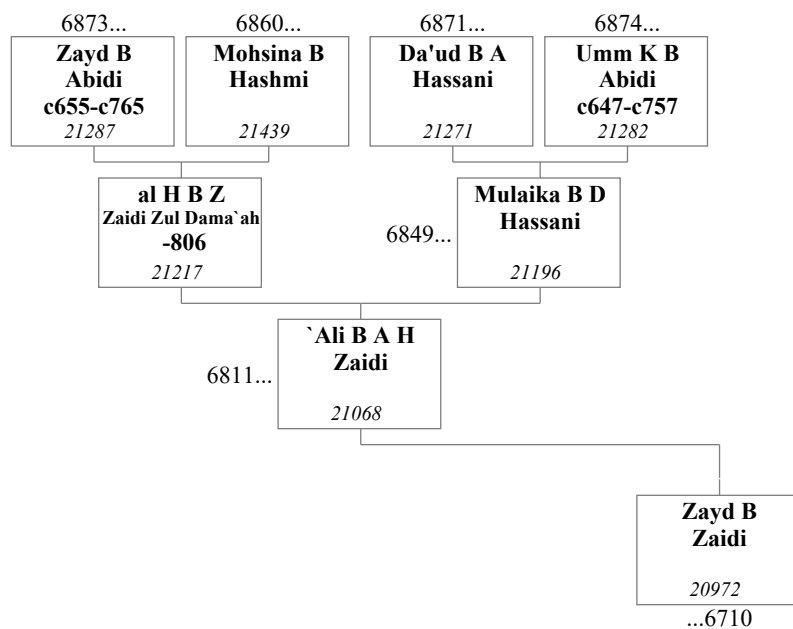 6873...
6860...
6871...
6874...
Zayd B
Abidi
c655-c765
21287
Mohsina B
Hashmi
21439
Da'ud B A
Hassani
21271
Umm K B
Abidi
c647-c757
21282
al H B Z
Zaidi Zul Dama`ah
-806
21217
6849...
Mulaika B D
Hassani
21196
6811...
`Ali B A H
Zaidi
21068
Zayd B
Zaidi
20972
...6710